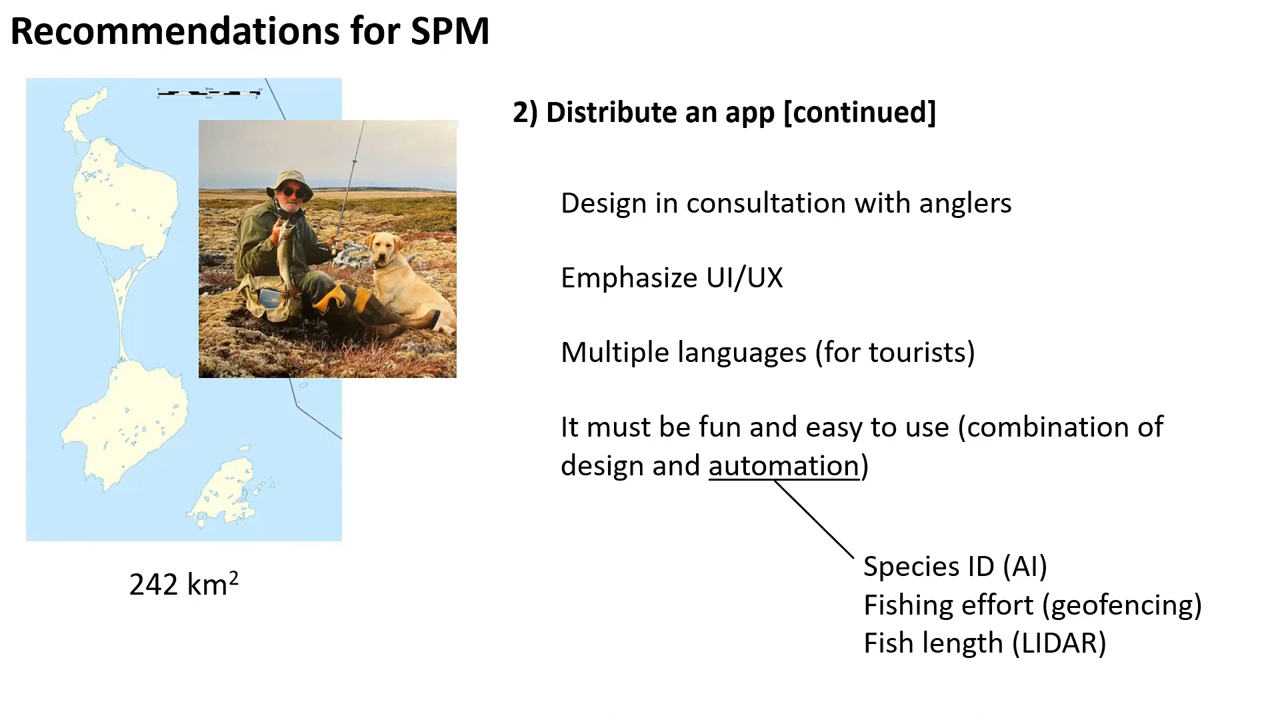 Recommendations for SPM
2) Distribute an app [continued]
Design in consultation with anglers
Emphasize UI/UX
Multiple languages (for tourists)
It must be fun and easy to use (combination of
design and automation)
Species ID (AI)
Fishing effort (geofencing)
Fish length (LIDAR)
242 km²